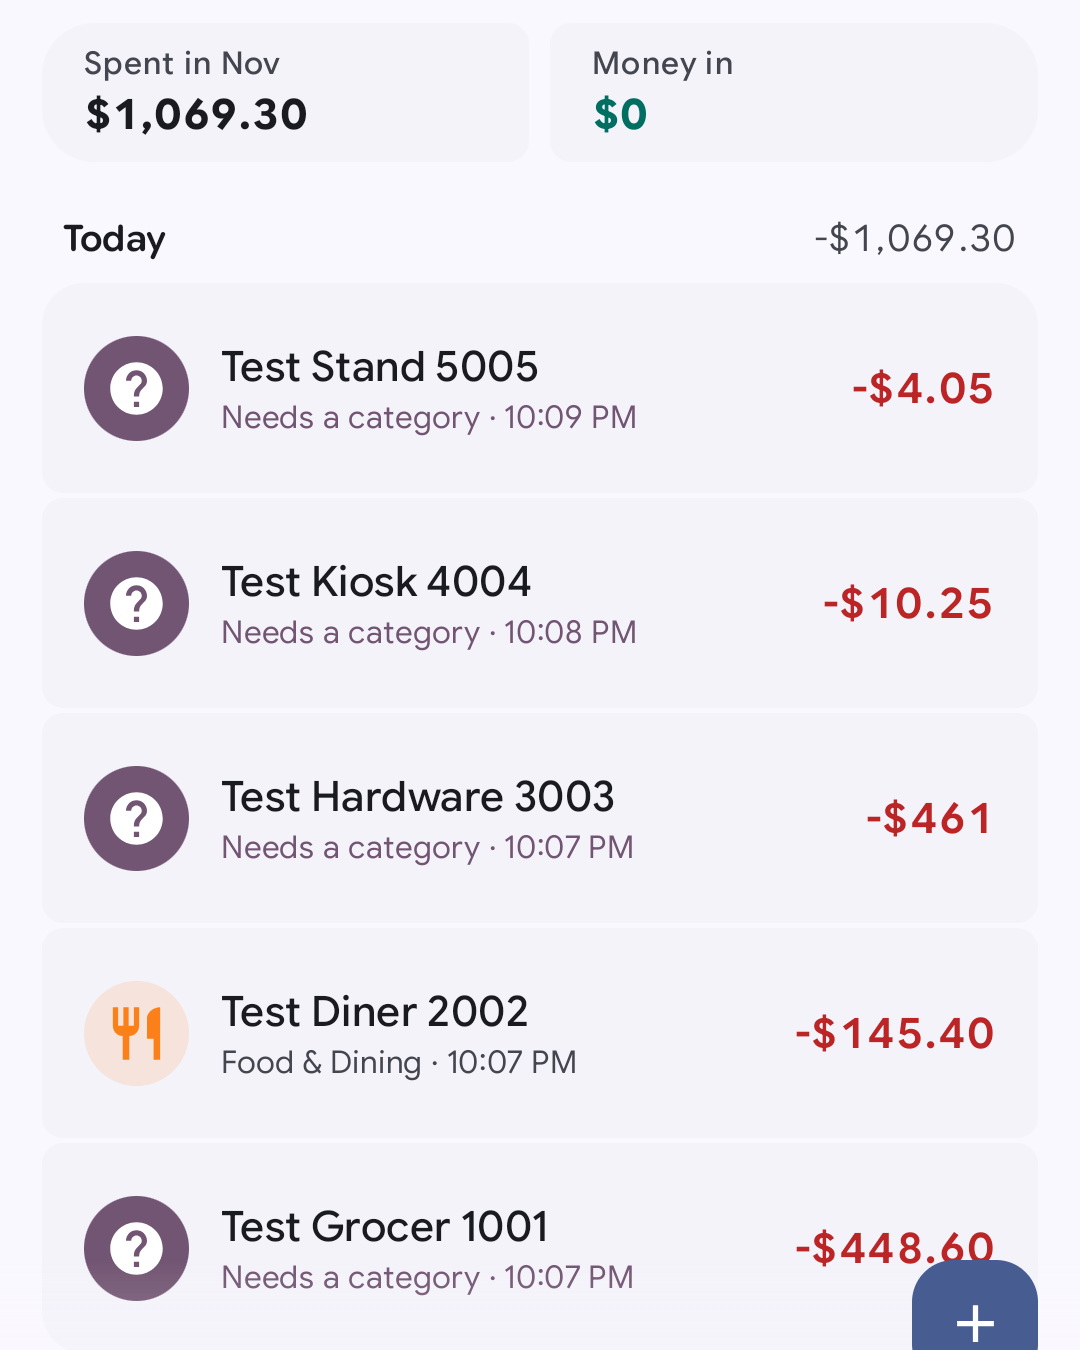 Spent in Nov
$1,069.30
Money in
$0
Today
-$1,069.30
Test Stand 5005
Needs a category · 10:09 PM
-$4.05
Test Kiosk 4004
Needs a category · 10:08 PM
-$10.25
Test Hardware 3003
Needs a category · 10:07 PM
-$461
Test Diner 2002
Food & Dining · 10:07 PM
-$145.40
Test Grocer 1001
Needs a category · 10:07 PM
-$448.60